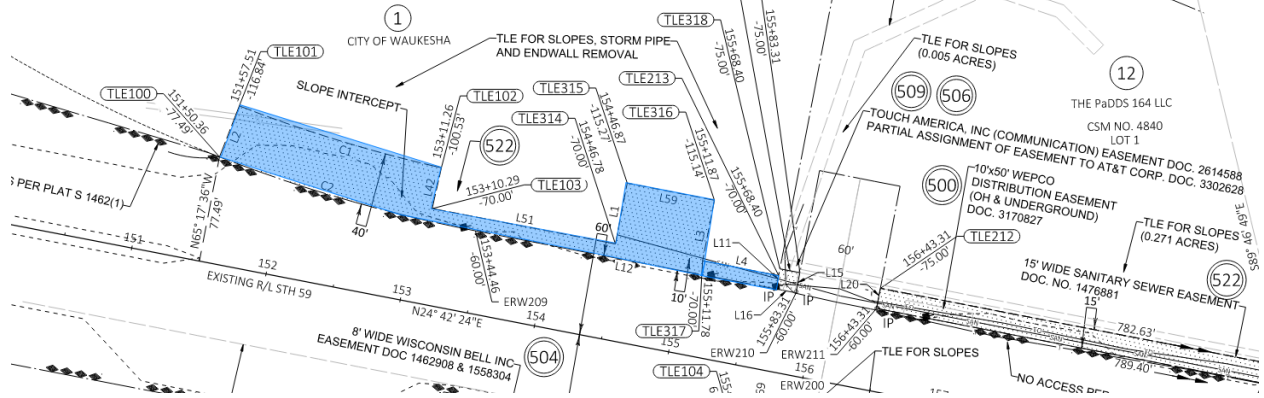 1
CITY OF WAUKESHA
TLE101
151+57.51
-116.84'
TLE100
151+50.36
-77.49'
TLE FOR SLOPES, STORM PIPE
AND ENDWALL REMOVAL
SLOPE INTERCEPT
TLE102
153+11.26
-100.53'
522
153+10.29
-70.00'
TLE103
TLE315
154+46.87
-115.27'
TLE314
154+46.78
-70.00'
TLE318
155+68.40
-75.00'
155+83.31
-75.00'
TLE213
TLE316
155+11.87
-115.14'
155+68.40
-70.00'
TLE FOR SLOPES
(0.005 ACRES)
509
506
12
THE PaDDS 164 LLC
CSM NO. 4840
LOT 1
TOUCH AMERICA, INC (COMMUNICATION) EASEMENT DOC. 2614588
PARTIAL ASSIGNMENT OF EASEMENT TO AT&T CORP. DOC. 3302628
500
10'x50' WEPCO
DISTRIBUTION EASEMENT
(OH & UNDERGROUND)
DOC. 3170827
TLE FOR SLOPES
(0.271 ACRES)
S89° 46' 49"E
TLE212
156+43.31
-75.00'
15' WIDE SANITARY SEWER EASEMENT
DOC. NO. 1476881
522
15'
782.63'
789.40'
S PER PLAT S 1462(1)
N65° 17' 36"W
77.49'
L2
C1
C2
L42
L51
L1
L59
L3
L4
L11
L12
L15
L16
L20
40'
60'
10'
60'
IP
IP
IP
151
152
153
154
155
156
157
EXISTING R/L STH 59
N24° 42' 24"E
153+44.46
-60.00'
ERW209
155+11.78
-70.00'
TLE317
155+83.31
-60.00'
ERW210
156+43.31
-60.00'
ERW211
ERW200
TLE FOR SLOPES
TLE104
8' WIDE WISCONSIN BELL INC
EASEMENT DOC 1462908 & 1558304
504
NO ACCESS PER